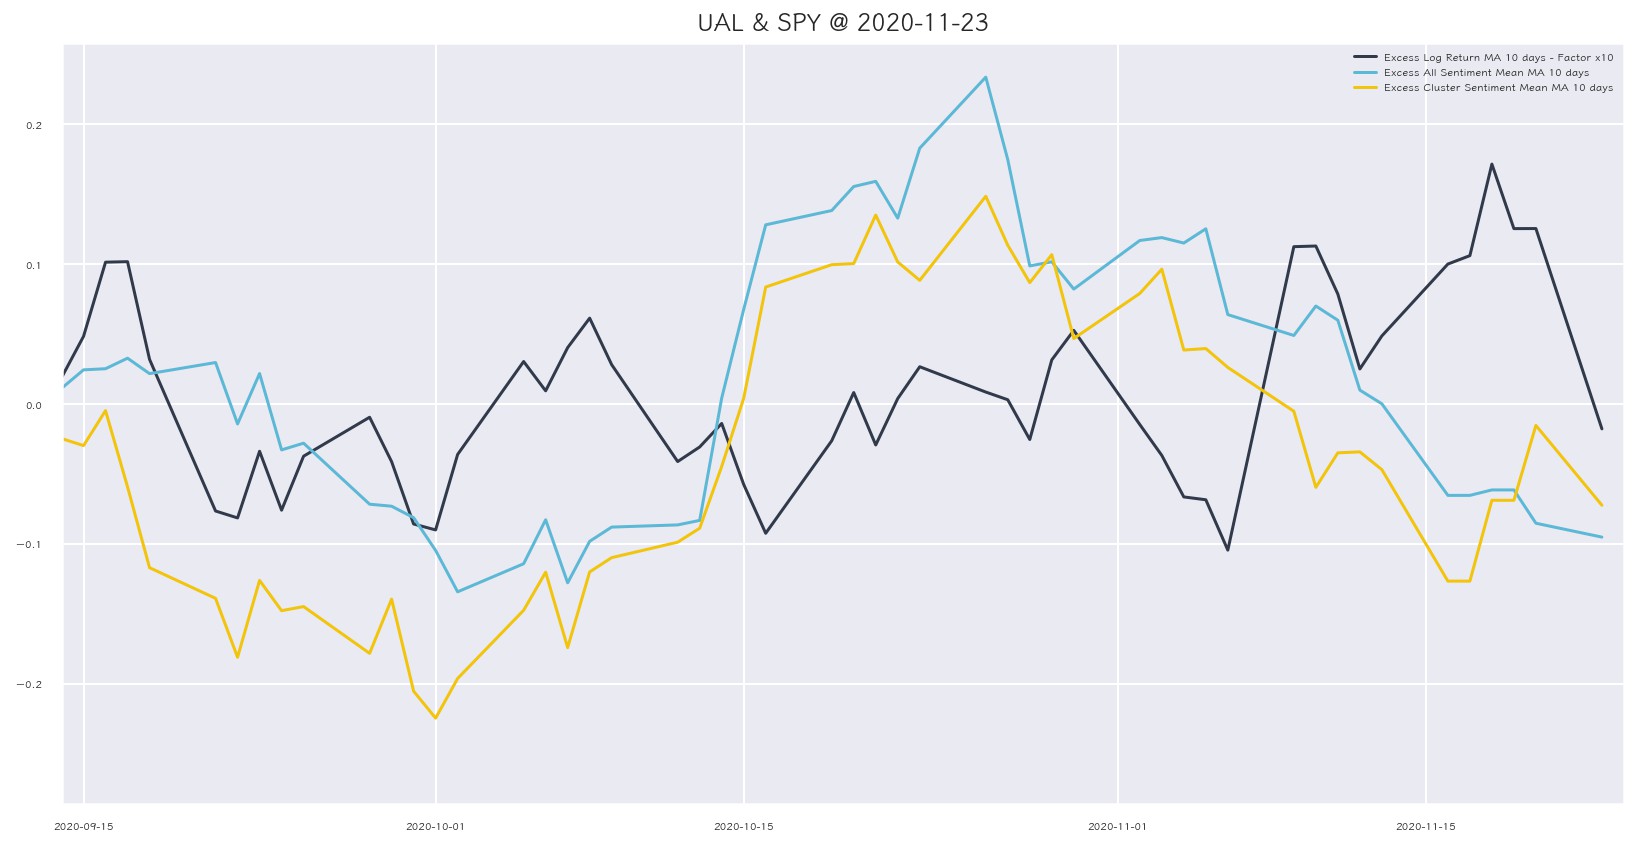 UAL & SPY @ 2020-11-23
Excess Log Return MA 10 days - Factor x10
Excess All Sentiment Mean MA 10 days
Excess Cluster Sentiment Mean MA 10 days
0.2
0.1
0.0
−0.1
−0.2
2020-09-15
2020-10-01
2020-10-15
2020-11-01
2020-11-15